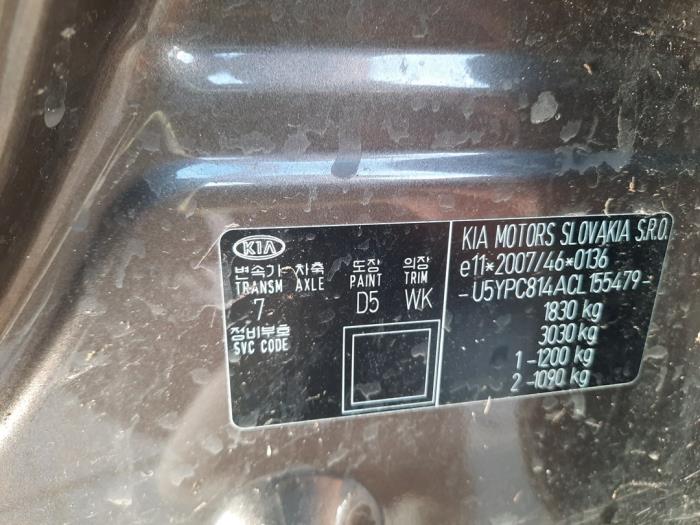 KIA
변속기 차축 도장 의장
TRANSM AXLE PAINT TRIM
7 D5 WK
정비부호
SVC CODE
KIA MOTORS SLOVAKIA S.R.O.
e11*2007/46*0136
-U5YPC814ACL155479-
1830 kg
3030 kg
1-1200 kg
2-1090 kg